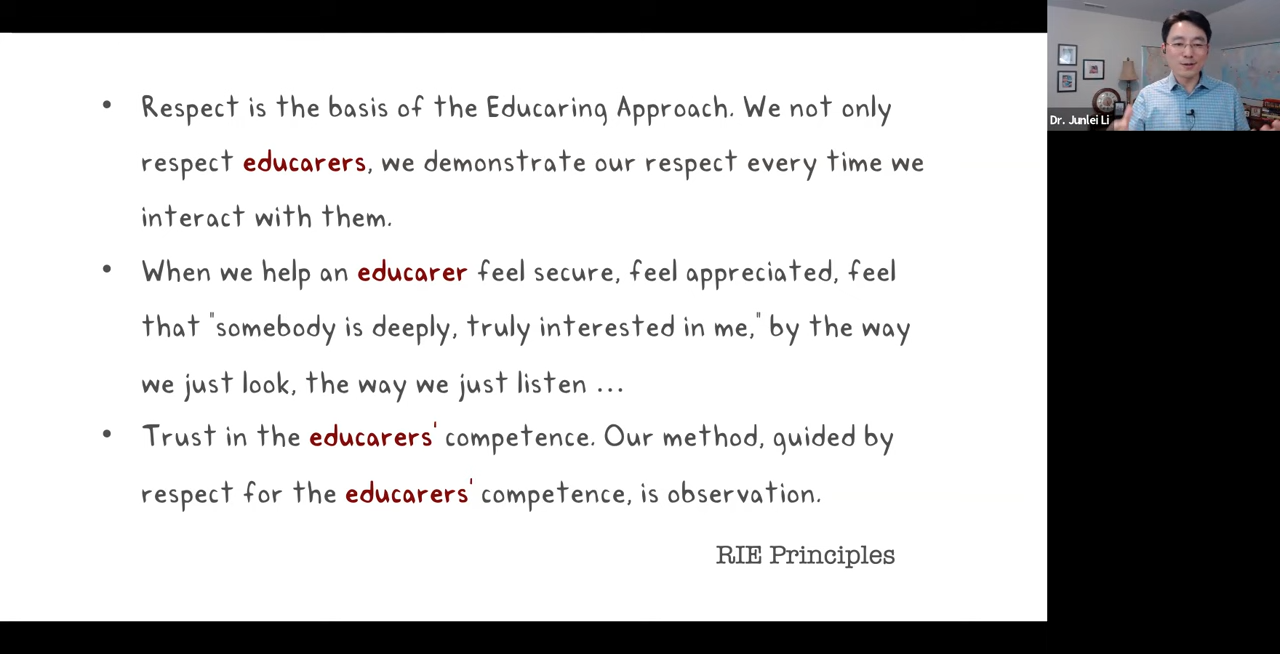 • Respect is the basis of the Educaring Approach. We not only
respect educarers, we demonstrate our respect every time we
interact with them.
• When we help an educarer feel secure, feel appreciated, feel
that "somebody is deeply, truly interested in me," by the way
we just look, the way we just listen ...
• Trust in the educarers' competence. Our method, guided by
respect for the educarers' competence, is observation.
RIE Principles
Dr. Junlei Li